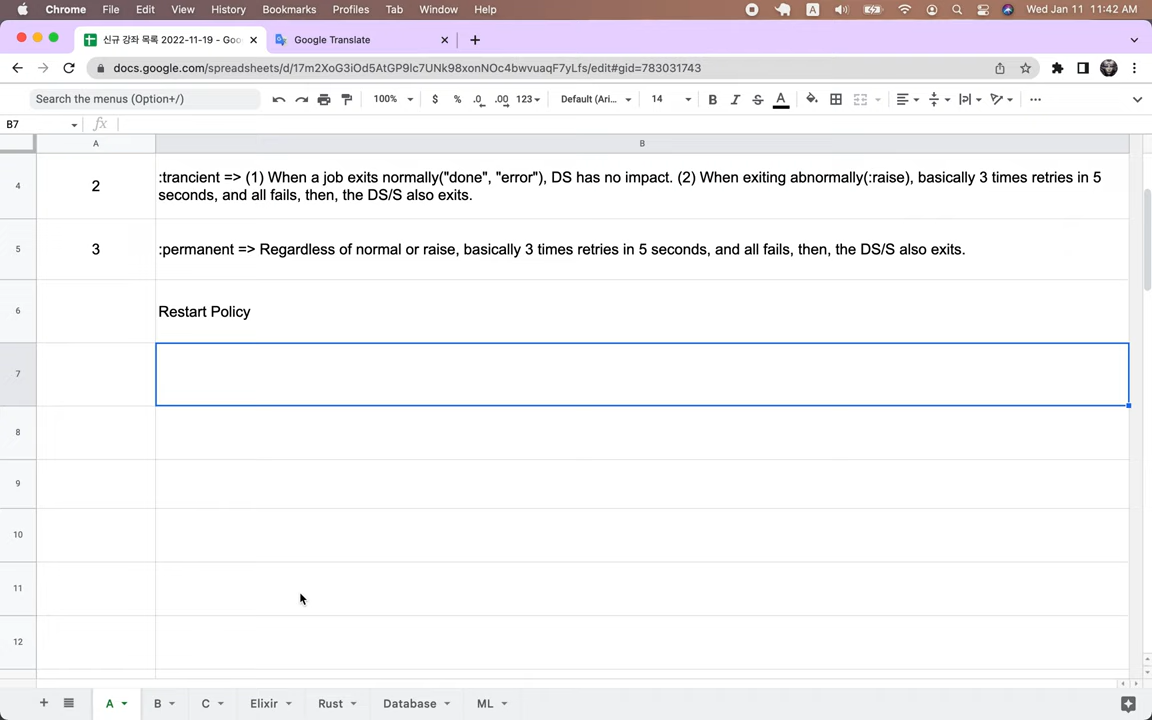 Chrome File Edit View History Bookmarks Profiles Tab Window Help A Wed Jan 11 11:42 AM
신규 강좌 목록 2022-11-19 - Goo Google Translate
docs.google.com/spreadsheets/d/17m2XoG3iOd5AtGP9lc7UNk98xonNOc4bwvuaqF7yLfs/edit#gid=783031743
Search the menus (Option+/) 100% $ % .0 .00 123 Default (Ari... 14 B I S A
B7 fx
A B
4 2 :trancient => (1) When a job exits normally("done", "error"), DS has no impact. (2) When exiting abnormally(:raise), basically 3 times retries in 5
seconds, and all fails, then, the DS/S also exits.
5 3 :permanent => Regardless of normal or raise, basically 3 times retries in 5 seconds, and all fails, then, the DS/S also exits.
6 Restart Policy
7
8
9
10
11
12
A B C Elixir Rust Database ML